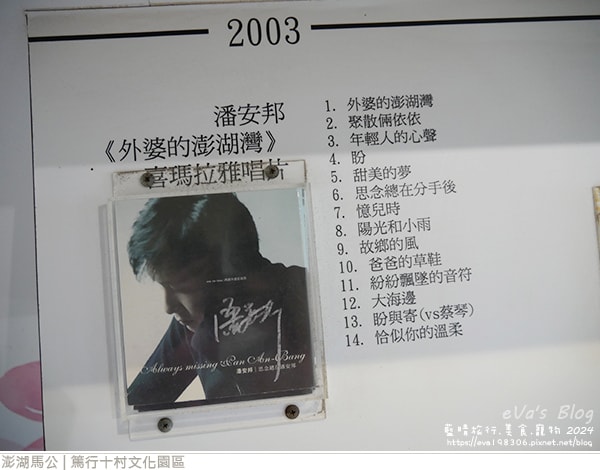 2003
潘安邦
《外婆的澎湖灣》
喜瑪拉雅唱片
1. 外婆的澎湖灣
2. 聚散倆依依
3. 年輕人的心聲
4. 盼
5. 甜美的夢
6. 思念總在分手後
7. 憶兒時
8. 陽光和小雨
9. 故鄉的風
10. 爸爸的草鞋
11. 紛紛飄墜的音符
12. 大海邊
13. 盼與寄(vs蔡琴)
14. 恰似你的溫柔
Always missing Pan An-Bang
潘安邦
eVa's Blog
藍晴旅行.美食.寵物 2024
https://eva198306.pixnet.net/blog
澎湖馬公 | 篤行十村文化園區